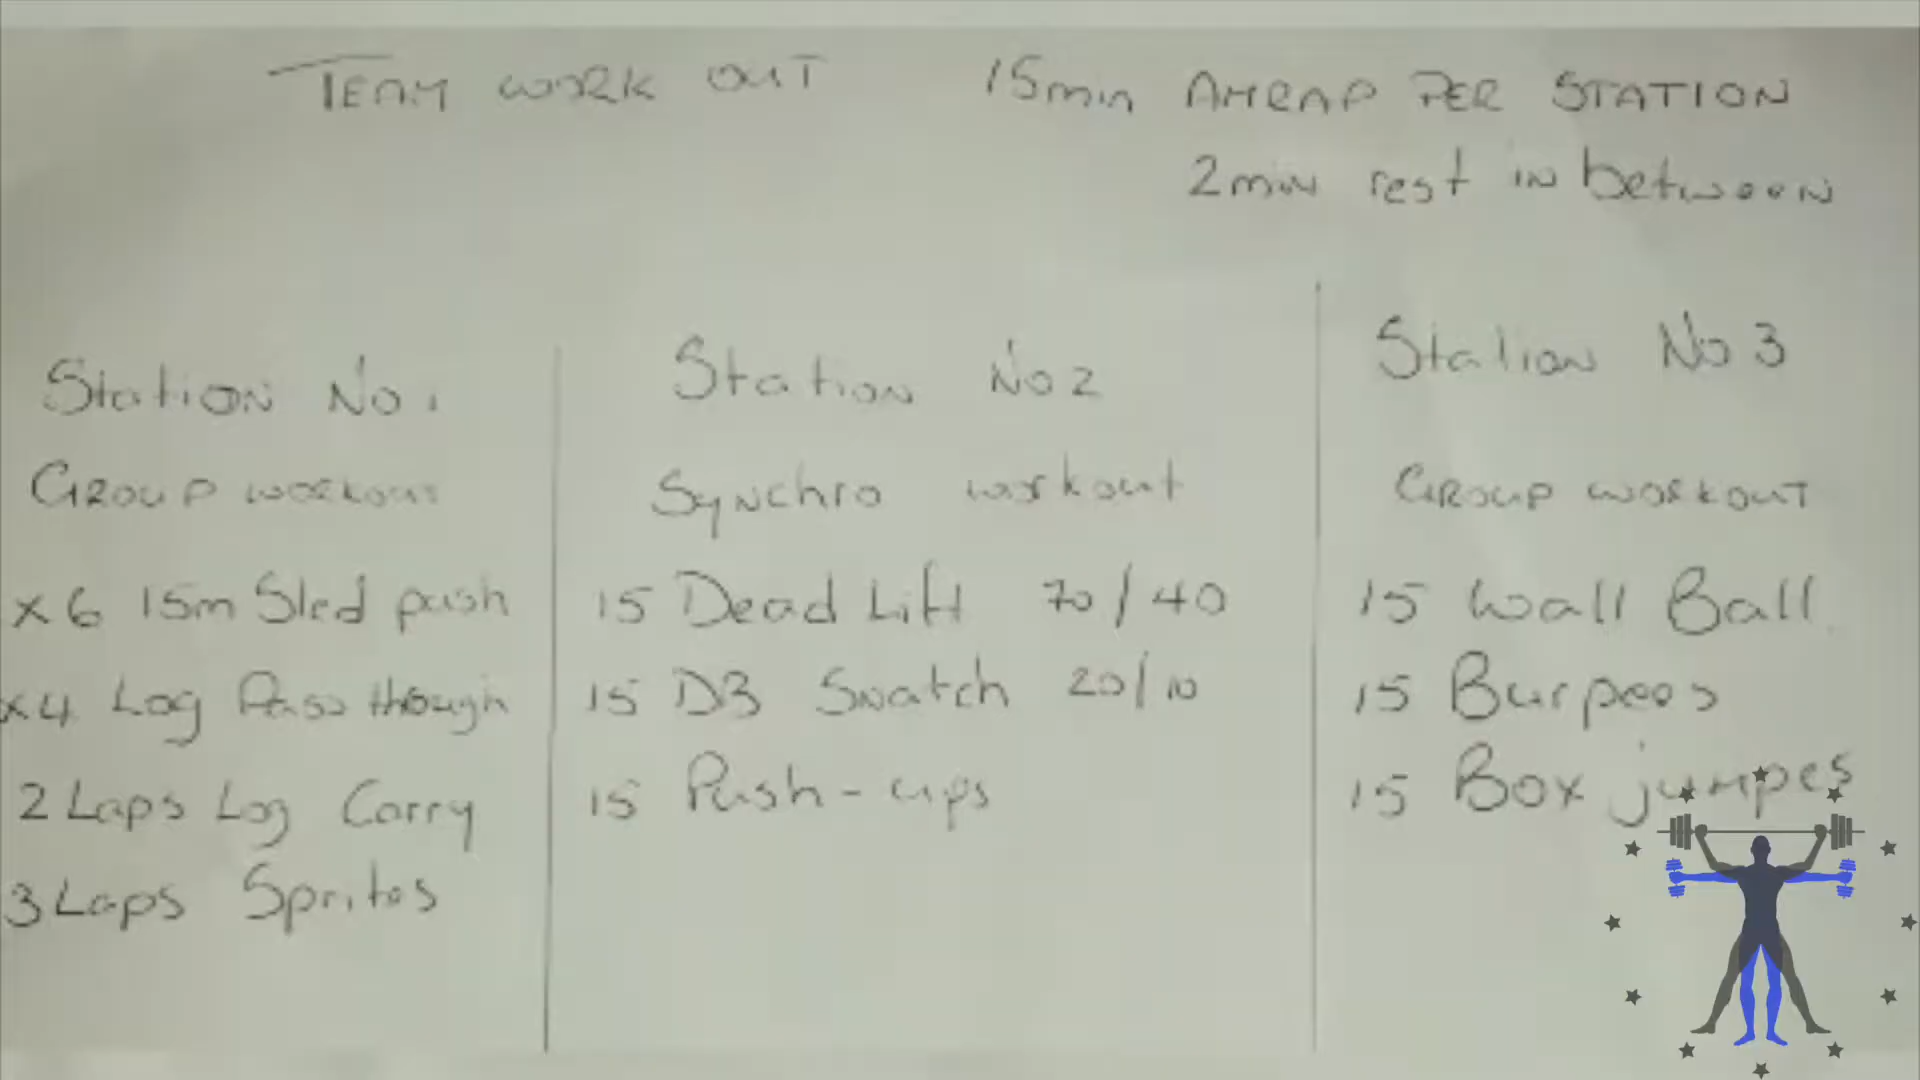 TEAM WORK OUT 15min AMRAP PER STATION
2min rest in between
Station No 1
Group workout
x6 15m Sled push
x4 Log Pass though
2 Laps Log Carry
3 Laps Sprites
Station No 2
Synchro workout
15 Dead Lift 70/40
15 DB Snatch 20/10
15 Push-ups
Station No 3
Group workout
15 Wall Ball
15 Burpees
15 Box jumpes